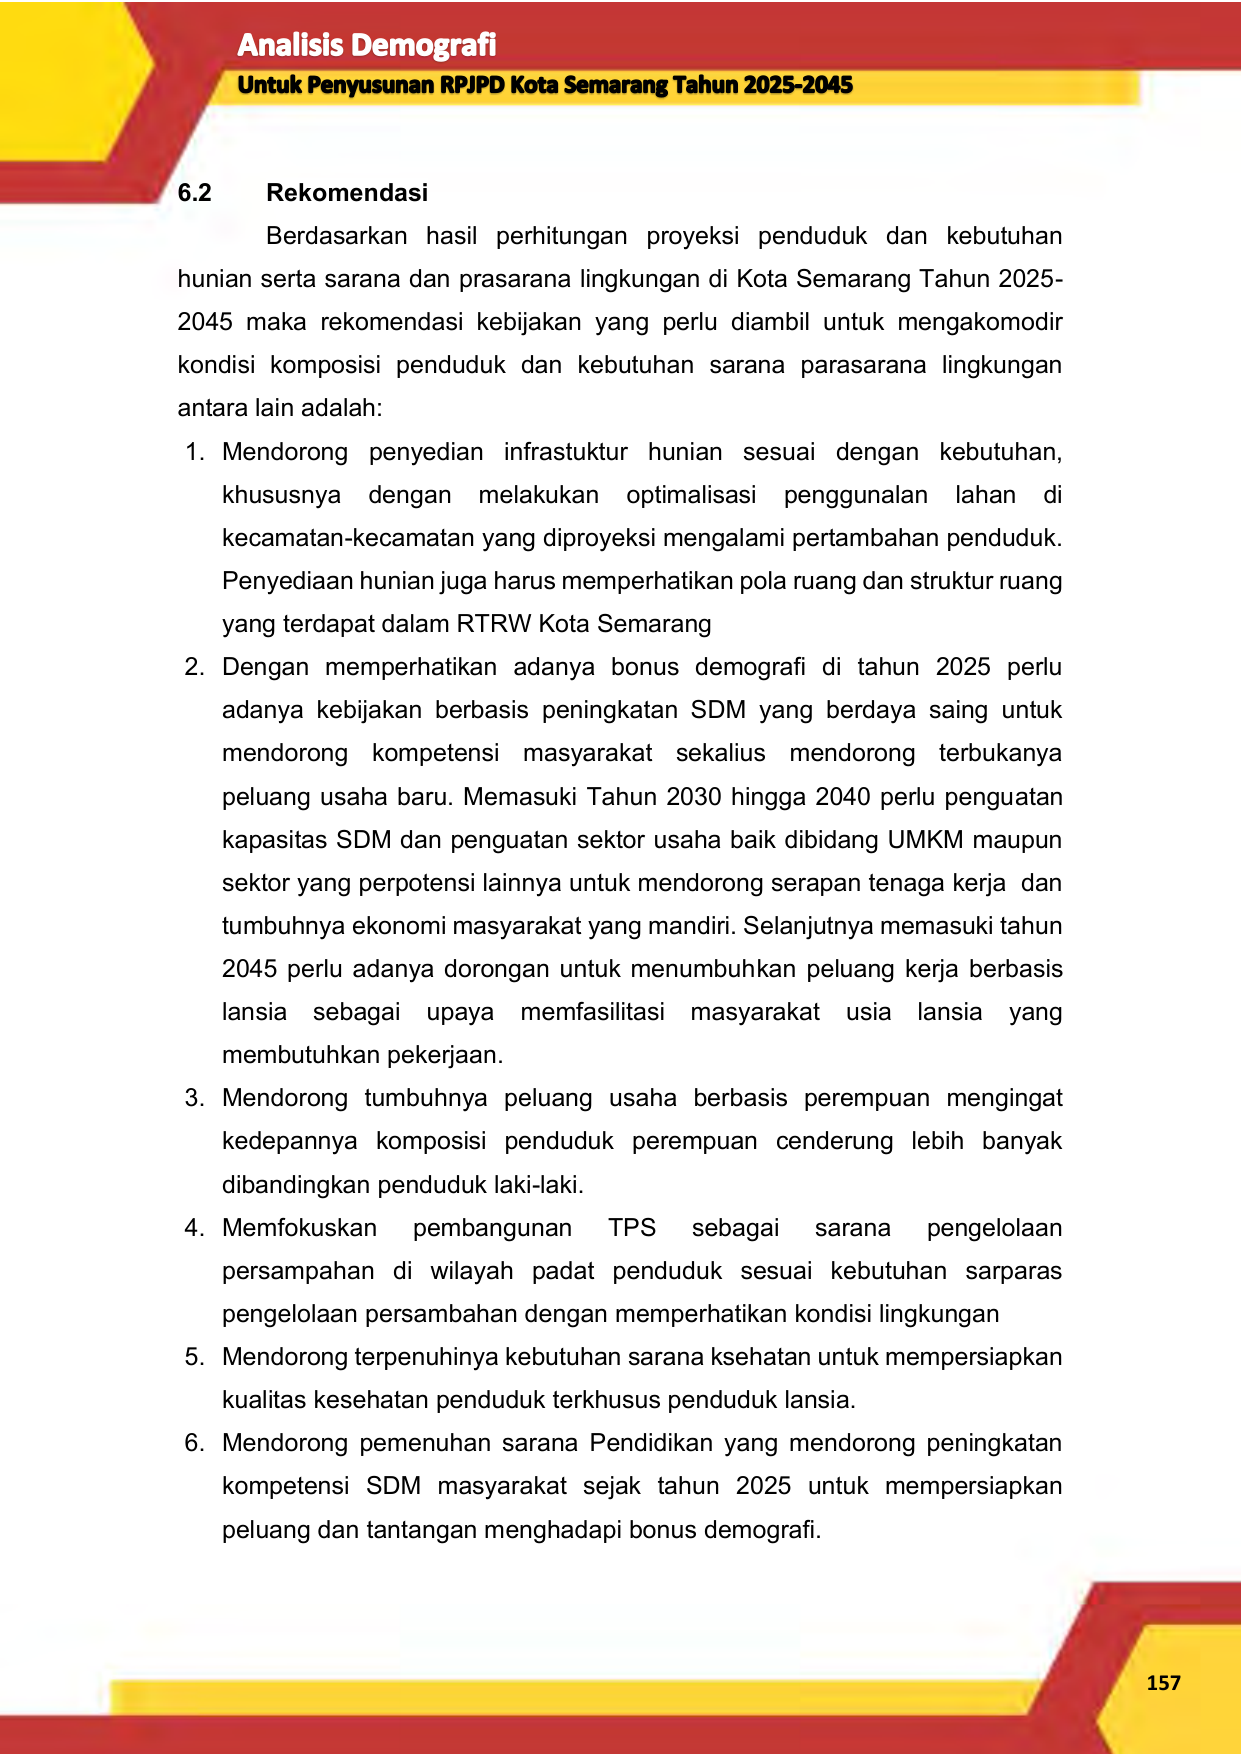 Analisis Demografi
Untuk Penyusunan RPJPD Kota Semarang Tahun 2025-2045
6.2 Rekomendasi
Berdasarkan hasil perhitungan proyeksi penduduk dan kebutuhan
hunian serta sarana dan prasarana lingkungan di Kota Semarang Tahun 2025-
2045 maka rekomendasi kebijakan yang perlu diambil untuk mengakomodir
kondisi komposisi penduduk dan kebutuhan sarana parasarana lingkungan
antara lain adalah:
1. Mendorong penyedian infrastuktur hunian sesuai dengan kebutuhan,
khususnya dengan melakukan optimalisasi penggunalan lahan di
kecamatan-kecamatan yang diproyeksi mengalami pertambahan penduduk.
Penyediaan hunian juga harus memperhatikan pola ruang dan struktur ruang
yang terdapat dalam RTRW Kota Semarang
2. Dengan memperhatikan adanya bonus demografi di tahun 2025 perlu
adanya kebijakan berbasis peningkatan SDM yang berdaya saing untuk
mendorong kompetensi masyarakat sekalius mendorong terbukanya
peluang usaha baru. Memasuki Tahun 2030 hingga 2040 perlu penguatan
kapasitas SDM dan penguatan sektor usaha baik dibidang UMKM maupun
sektor yang perpotensi lainnya untuk mendorong serapan tenaga kerja dan
tumbuhnya ekonomi masyarakat yang mandiri. Selanjutnya memasuki tahun
2045 perlu adanya dorongan untuk menumbuhkan peluang kerja berbasis
lansia sebagai upaya memfasilitasi masyarakat usia lansia yang
membutuhkan pekerjaan.
3. Mendorong tumbuhnya peluang usaha berbasis perempuan mengingat
kedepannya komposisi penduduk perempuan cenderung lebih banyak
dibandingkan penduduk laki-laki.
4. Memfokuskan pembangunan TPS sebagai sarana pengelolaan
persampahan di wilayah padat penduduk sesuai kebutuhan sarparas
pengelolaan persambahan dengan memperhatikan kondisi lingkungan
5. Mendorong terpenuhinya kebutuhan sarana ksehatan untuk mempersiapkan
kualitas kesehatan penduduk terkhusus penduduk lansia.
6. Mendorong pemenuhan sarana Pendidikan yang mendorong peningkatan
kompetensi SDM masyarakat sejak tahun 2025 untuk mempersiapkan
peluang dan tantangan menghadapi bonus demografi.
157